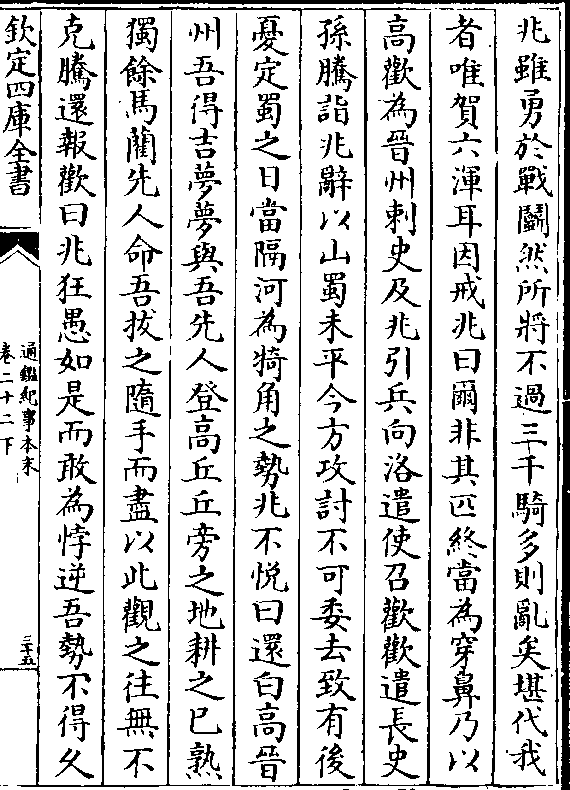 兆雖勇於戰鬭然所將不過三千騎多則亂矣堪代我
者唯賀六渾耳因戒兆曰爾非其匹終當為穿鼻乃以
高歡為晉州刺史及兆引兵向洛遣使召歡歡遣長史
孫騰詣兆辭以山蜀未平今方攻討不可委去致有後
憂定蜀之日當隔河為犄角之勢兆不悅曰還白高晉
州吾得吉夢夢與吾先人登高丘丘旁之地耕之已熟
獨餘馬藺先人命吾拔之隨手而盡以此觀之往無不
克騰還報歡曰兆狂愚如是而敢為悖逆吾勢不得久
欽定四庫全書
通鑑紀事本末
卷二十二下
二十五